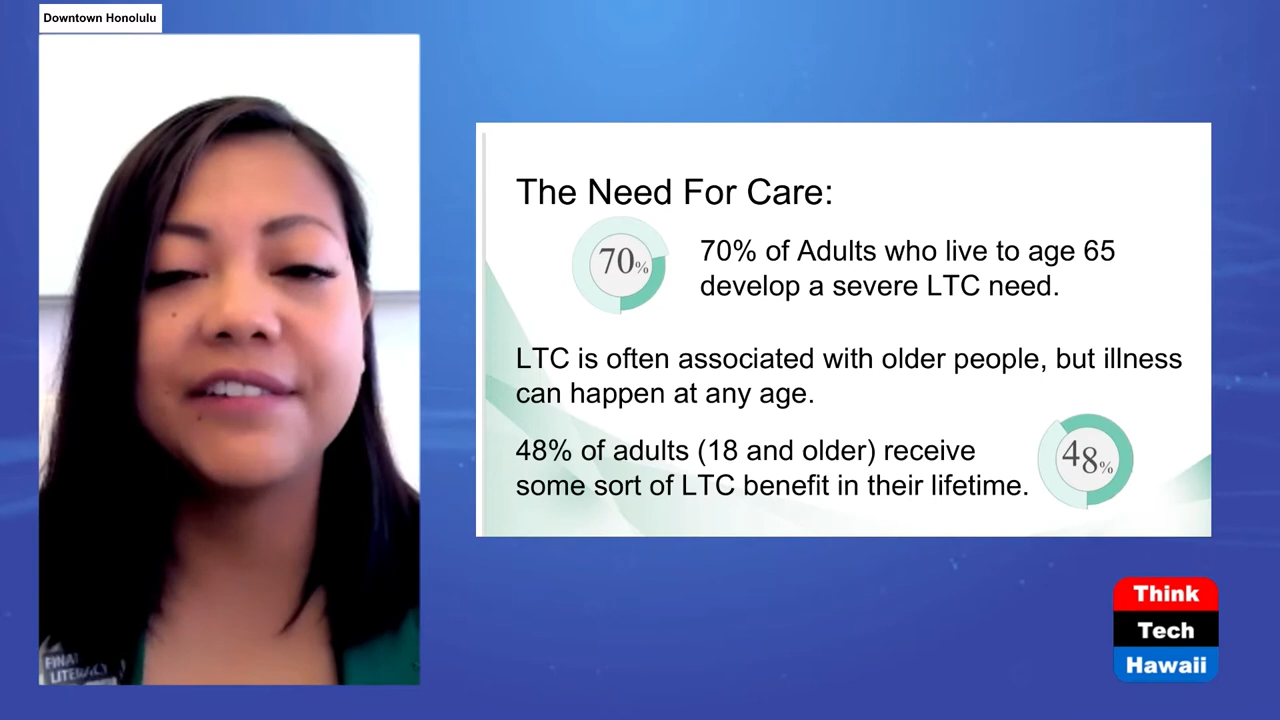 Downtown Honolulu
The Need For Care:
70%
70% of Adults who live to age 65
develop a severe LTC need.
LTC is often associated with older people, but illness
can happen at any age.
48% of adults (18 and older) receive
some sort of LTC benefit in their lifetime.
48%
Think
Tech
Hawaii